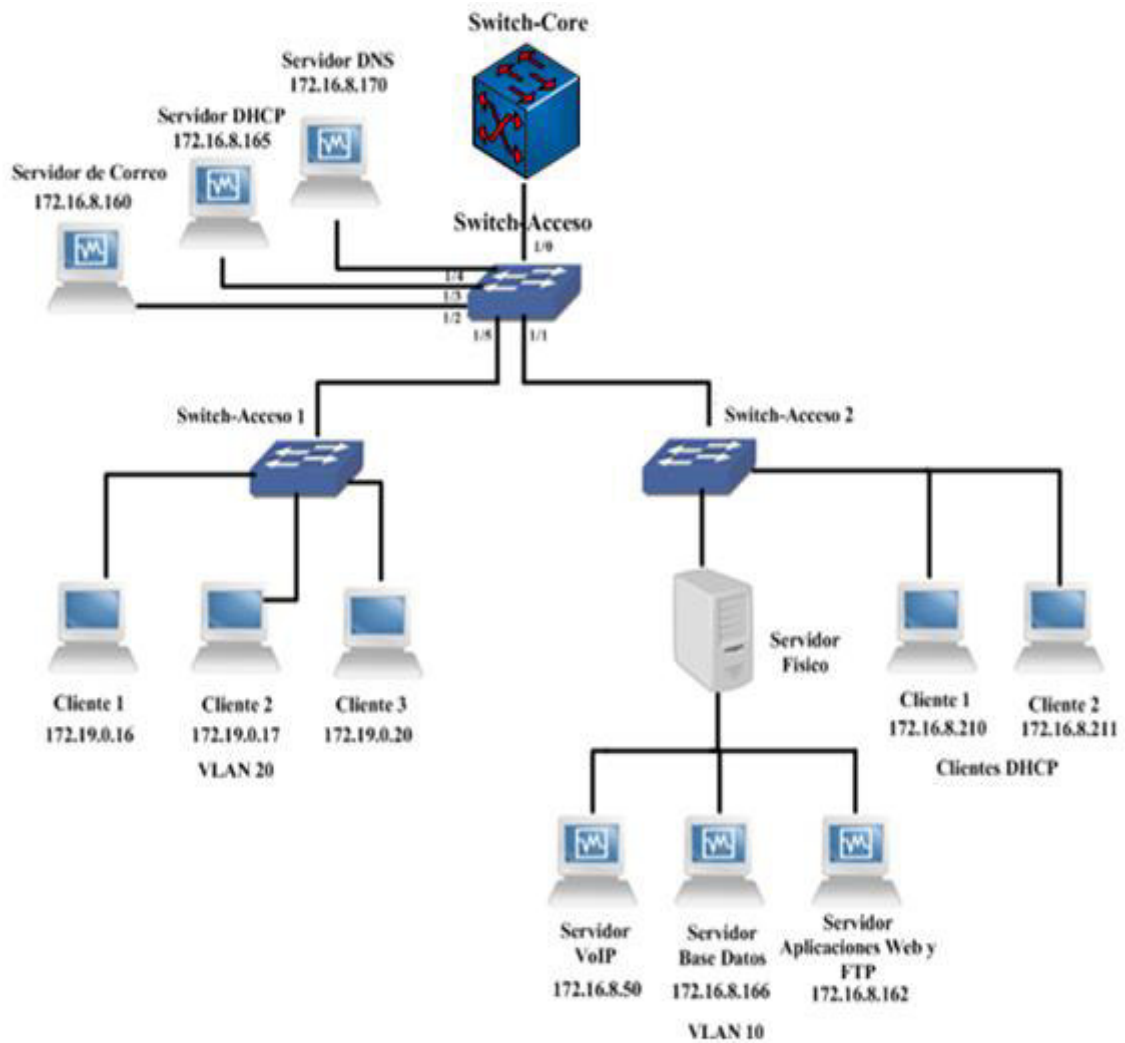 Switch-Core
Servidor DNS
172.16.8.170
Servidor DHCP
172.16.8.165
Servidor de Correo
172.16.8.160
Switch-Acceso
1/0
1/4
1/3
1/2
1/5
1/1
Switch-Acceso 1
Switch-Acceso 2
Servidor
Físico
Cliente 1
172.19.0.16
Cliente 2
172.19.0.17
Cliente 3
172.19.0.20
VLAN 20
Cliente 1
172.16.8.210
Cliente 2
172.16.8.211
Clientes DHCP
Servidor
VoIP
172.16.8.50
Servidor
Base Datos
172.16.8.166
Servidor
Aplicaciones Web y
FTP
172.16.8.162
VLAN 10